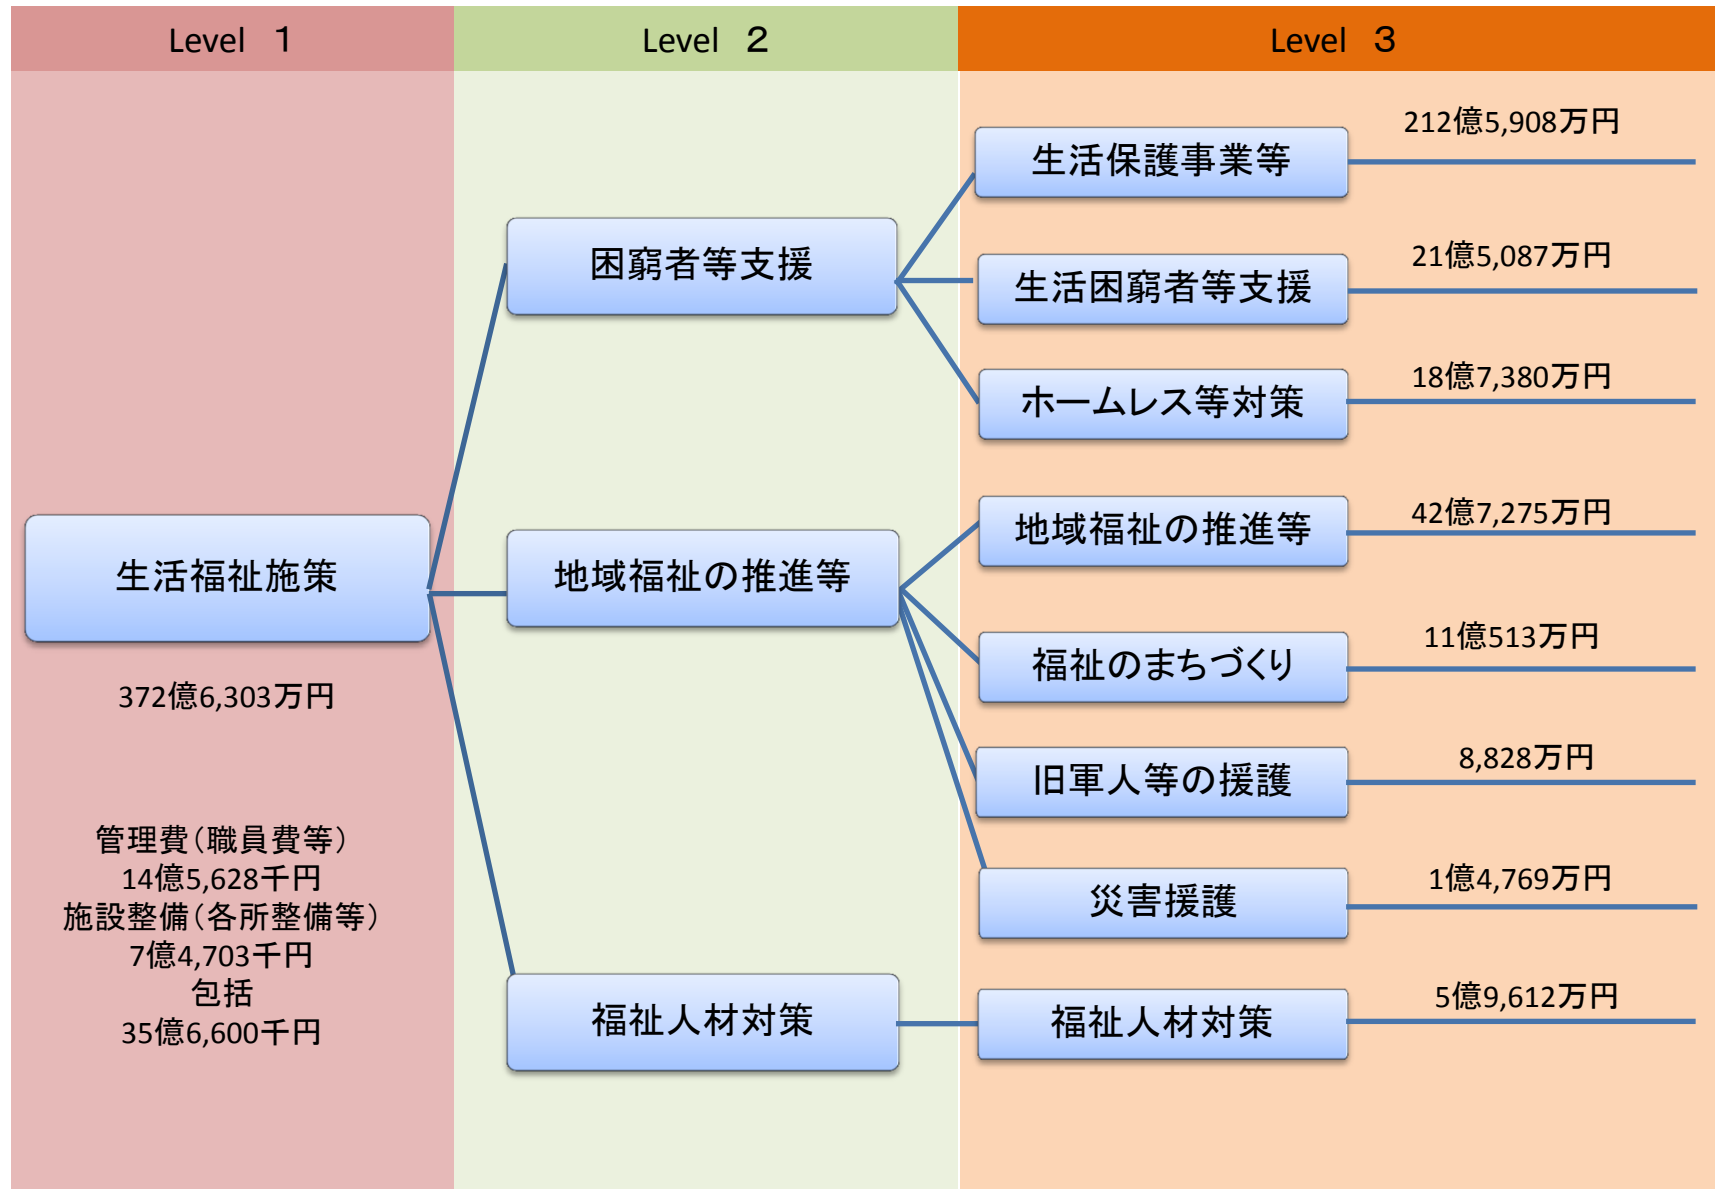 Level 1
Level 2
Level 3
生活福祉施策
372億6,303万円
管理費(職員費等)
14億5,628千円
施設整備(各所整備等)
7億4,703千円
包括
35億6,600千円
困窮者等支援
地域福祉の推進等
福祉人材対策
生活保護事業等
212億5,908万円
生活困窮者等支援
21億5,087万円
ホームレス等対策
18億7,380万円
地域福祉の推進等
42億7,275万円
福祉のまちづくり
11億513万円
旧軍人等の援護
8,828万円
災害援護
1億4,769万円
福祉人材対策
5億9,612万円